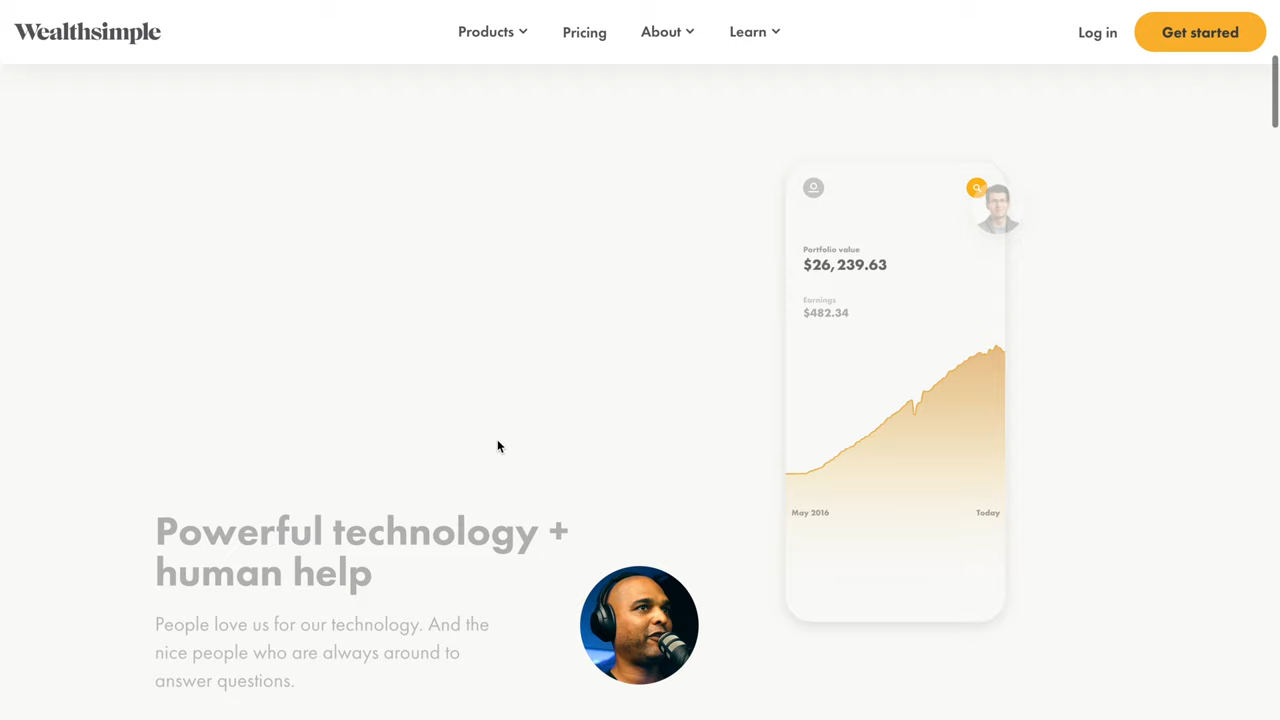 Wealthsimple
Products
Pricing
About
Learn
Log in
Get started
Portfolio value
$26,239.63
Earnings
$482.34
May 2016
Today
Powerful technology +
human help
People love us for our technology. And the
nice people who are always around to
answer questions.